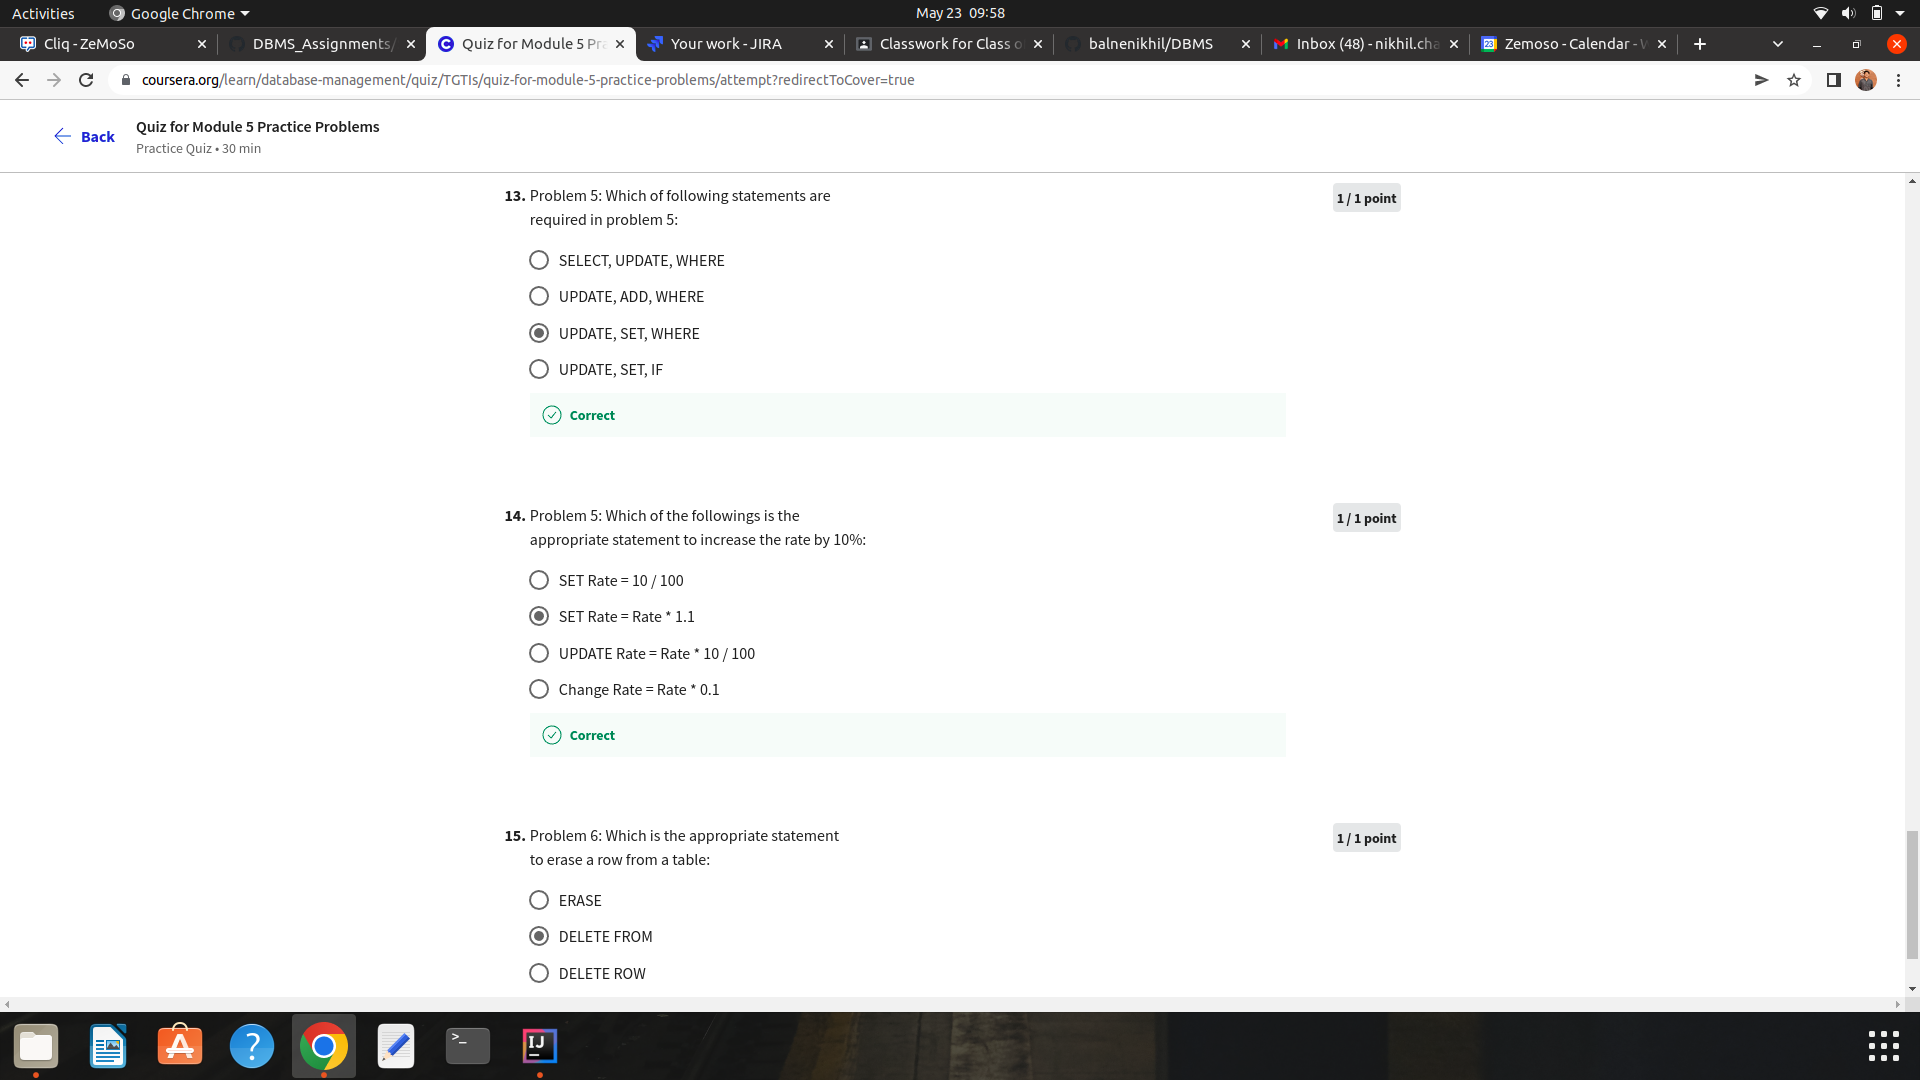 Activities
Google Chrome
May 23 09:58
Cliq - ZeMoSo
DBMS_Assignments/
Quiz for Module 5 Pra
Your work - JIRA
Classwork for Class o
balnenikhil/DBMS
Inbox (48) - nikhil.cha
Zemoso - Calendar - W
coursera.org/learn/database-management/quiz/TGTIs/quiz-for-module-5-practice-problems/attempt?redirectToCover=true
Back
Quiz for Module 5 Practice Problems
Practice Quiz • 30 min
13. Problem 5: Which of following statements are
required in problem 5:
1 / 1 point
SELECT, UPDATE, WHERE
UPDATE, ADD, WHERE
UPDATE, SET, WHERE
UPDATE, SET, IF
Correct
14. Problem 5: Which of the followings is the
appropriate statement to increase the rate by 10%:
1 / 1 point
SET Rate = 10 / 100
SET Rate = Rate * 1.1
UPDATE Rate = Rate * 10 / 100
Change Rate = Rate * 0.1
Correct
15. Problem 6: Which is the appropriate statement
to erase a row from a table:
1 / 1 point
ERASE
DELETE FROM
DELETE ROW